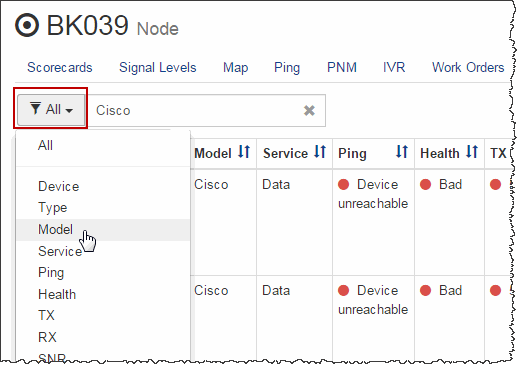 BK039 Node
Scorecards Signal Levels Map Ping PNM IVR Work Orders
All Cisco
All
Device
Type
Model
Service
Ping
Health
TX
RX
SNR
Model Service Ping Health TX
Cisco Data Device unreachable Bad
Cisco Data Device unreachable Bad